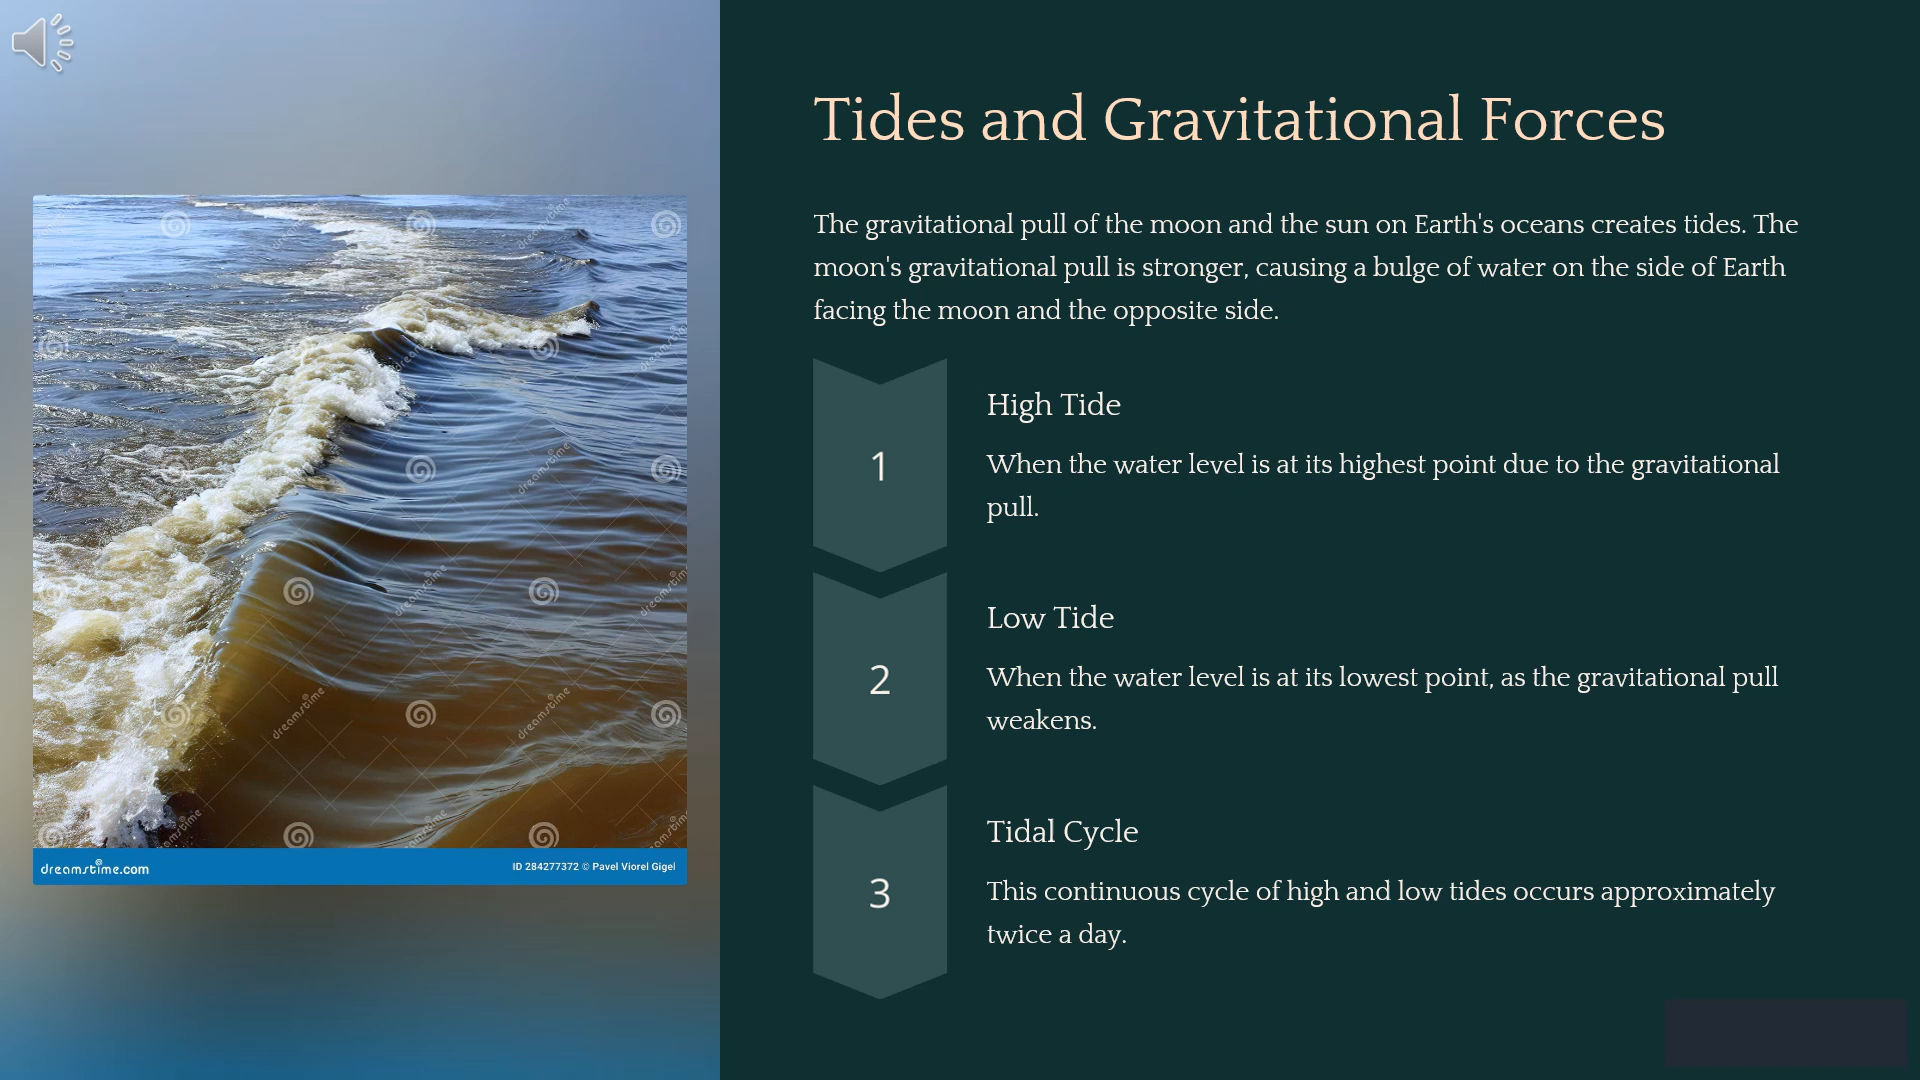 Tides and Gravitational Forces
The gravitational pull of the moon and the sun on Earth's oceans creates tides. The
moon's gravitational pull is stronger, causing a bulge of water on the side of Earth
facing the moon and the opposite side.
1
High Tide
When the water level is at its highest point due to the gravitational
pull.
2
Low Tide
When the water level is at its lowest point, as the gravitational pull
weakens.
3
Tidal Cycle
This continuous cycle of high and low tides occurs approximately
twice a day.
dreamstime.com
ID 284277372 © Pavel Viorel Gigel